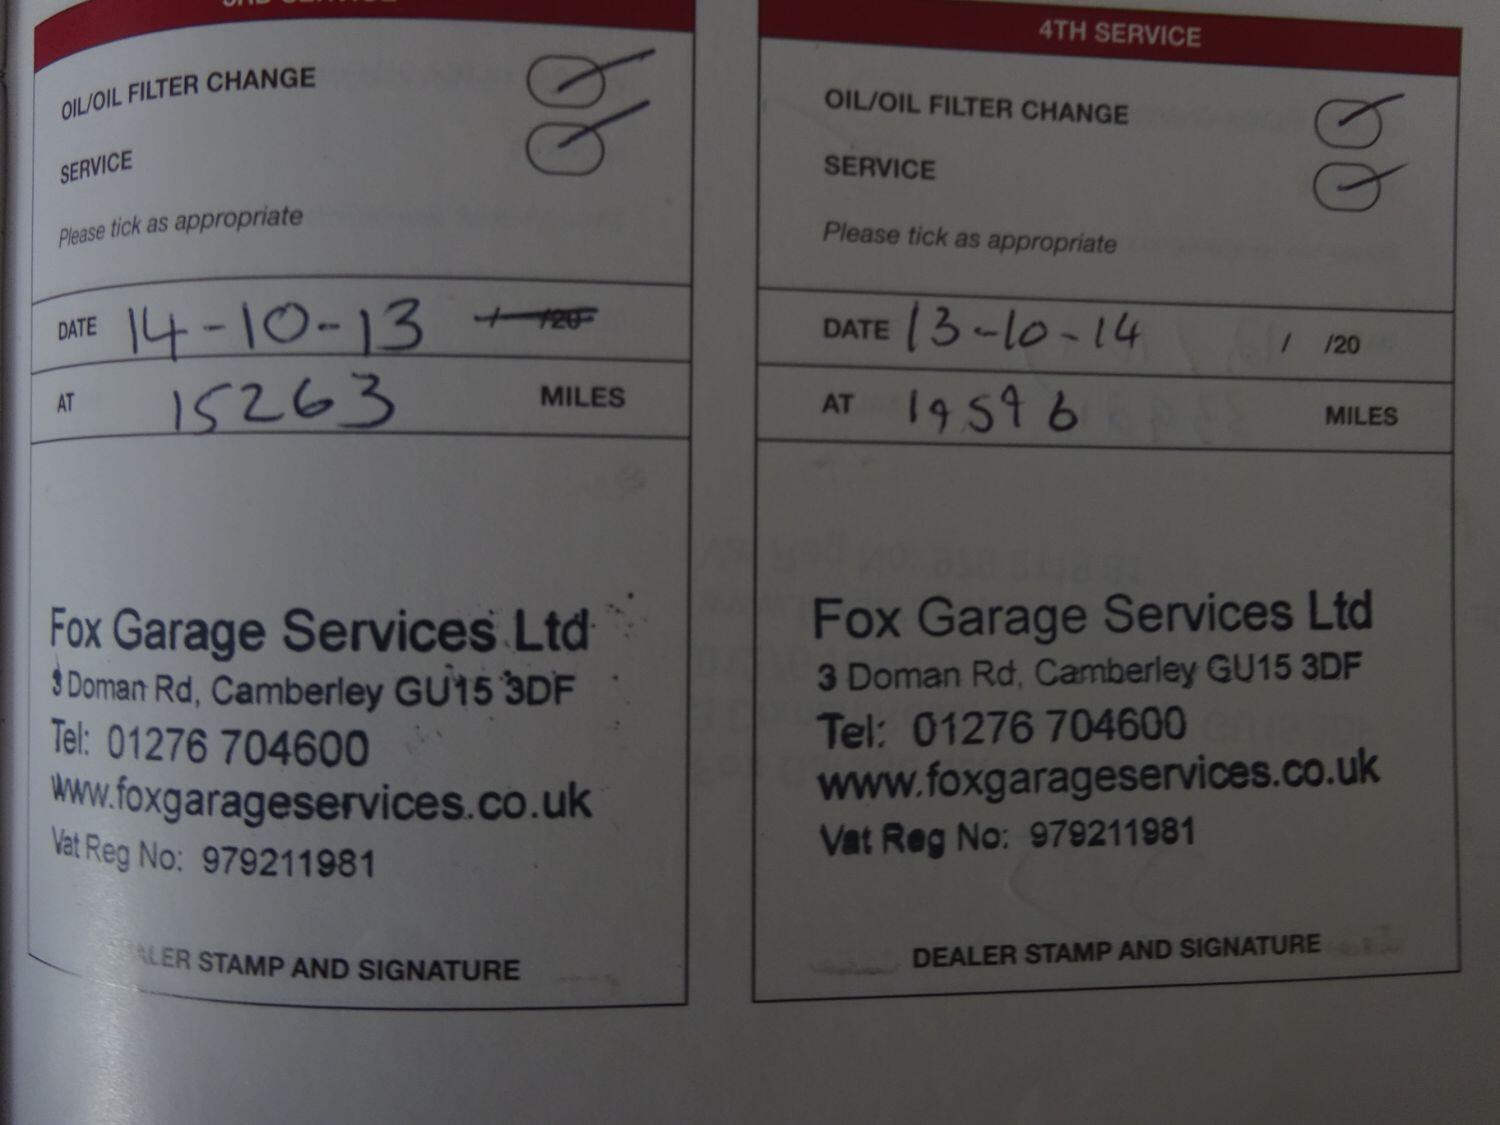 3RD SERVICE
OIL/OIL FILTER CHANGE
SERVICE
Please tick as appropriate
DATE 14-10-13 / /20
AT 15263 MILES
Fox Garage Services Ltd
3 Doman Rd, Camberley GU15 3DF
Tel: 01276 704600
www.foxgarageservices.co.uk
Vat Reg No: 979211981
ALER STAMP AND SIGNATURE
4TH SERVICE
OIL/OIL FILTER CHANGE
SERVICE
Please tick as appropriate
DATE 13-10-14 / /20
AT 19596 MILES
Fox Garage Services Ltd
3 Doman Rd, Camberley GU15 3DF
Tel: 01276 704600
www.foxgarageservices.co.uk
Vat Reg No: 979211981
DEALER STAMP AND SIGNATURE